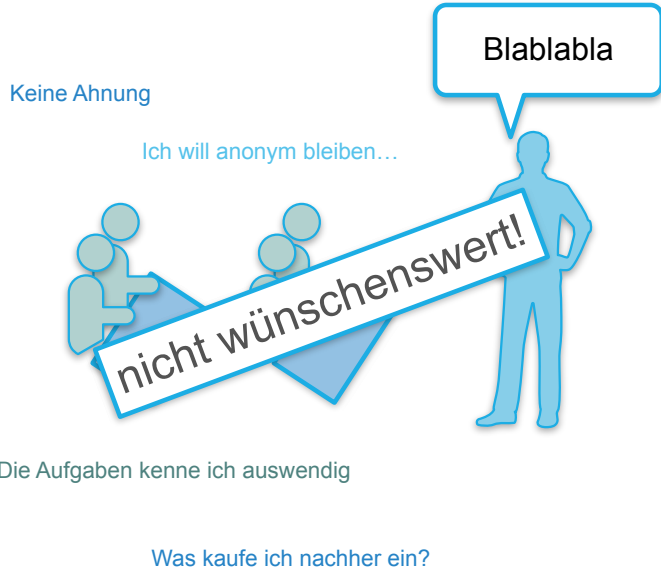 Blablabla
Keine Ahnung
Ich will anonym bleiben…
nicht wünschenswert!
Die Aufgaben kenne ich auswendig
Was kaufe ich nachher ein?